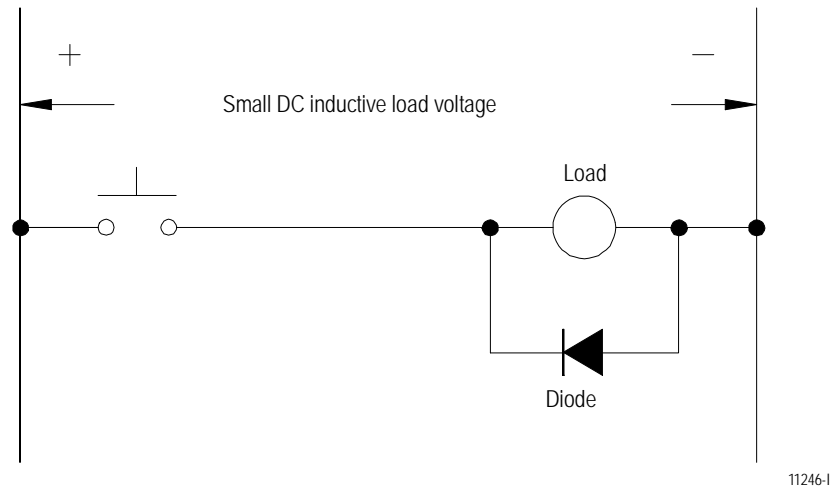 + −
Small DC inductive load voltage
Load
Diode
11246-I